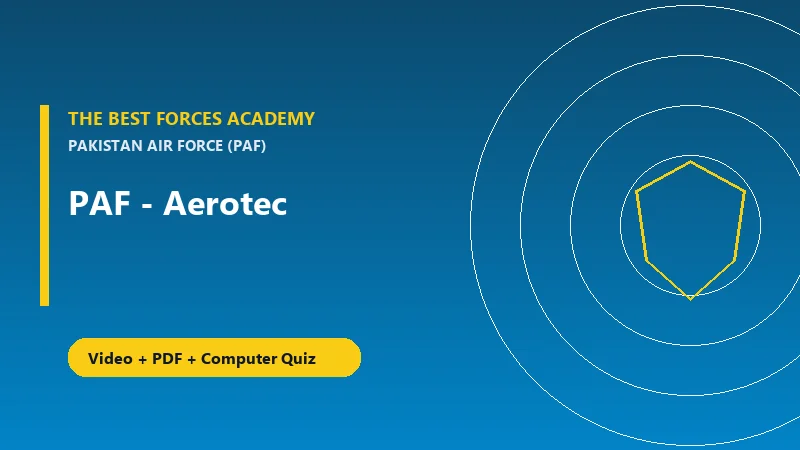 THE BEST FORCES ACADEMY
PAKISTAN AIR FORCE (PAF)
PAF - Aerotec
Video + PDF + Computer Quiz